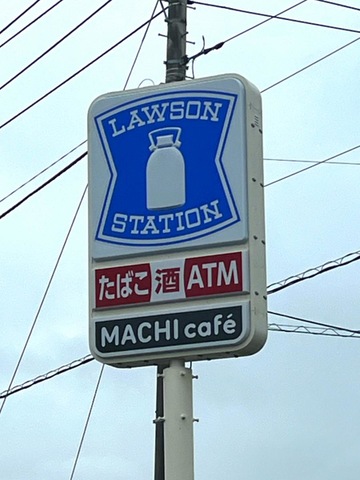 LAWSON
STATION
たばこ 酒 ATM
MACHI café